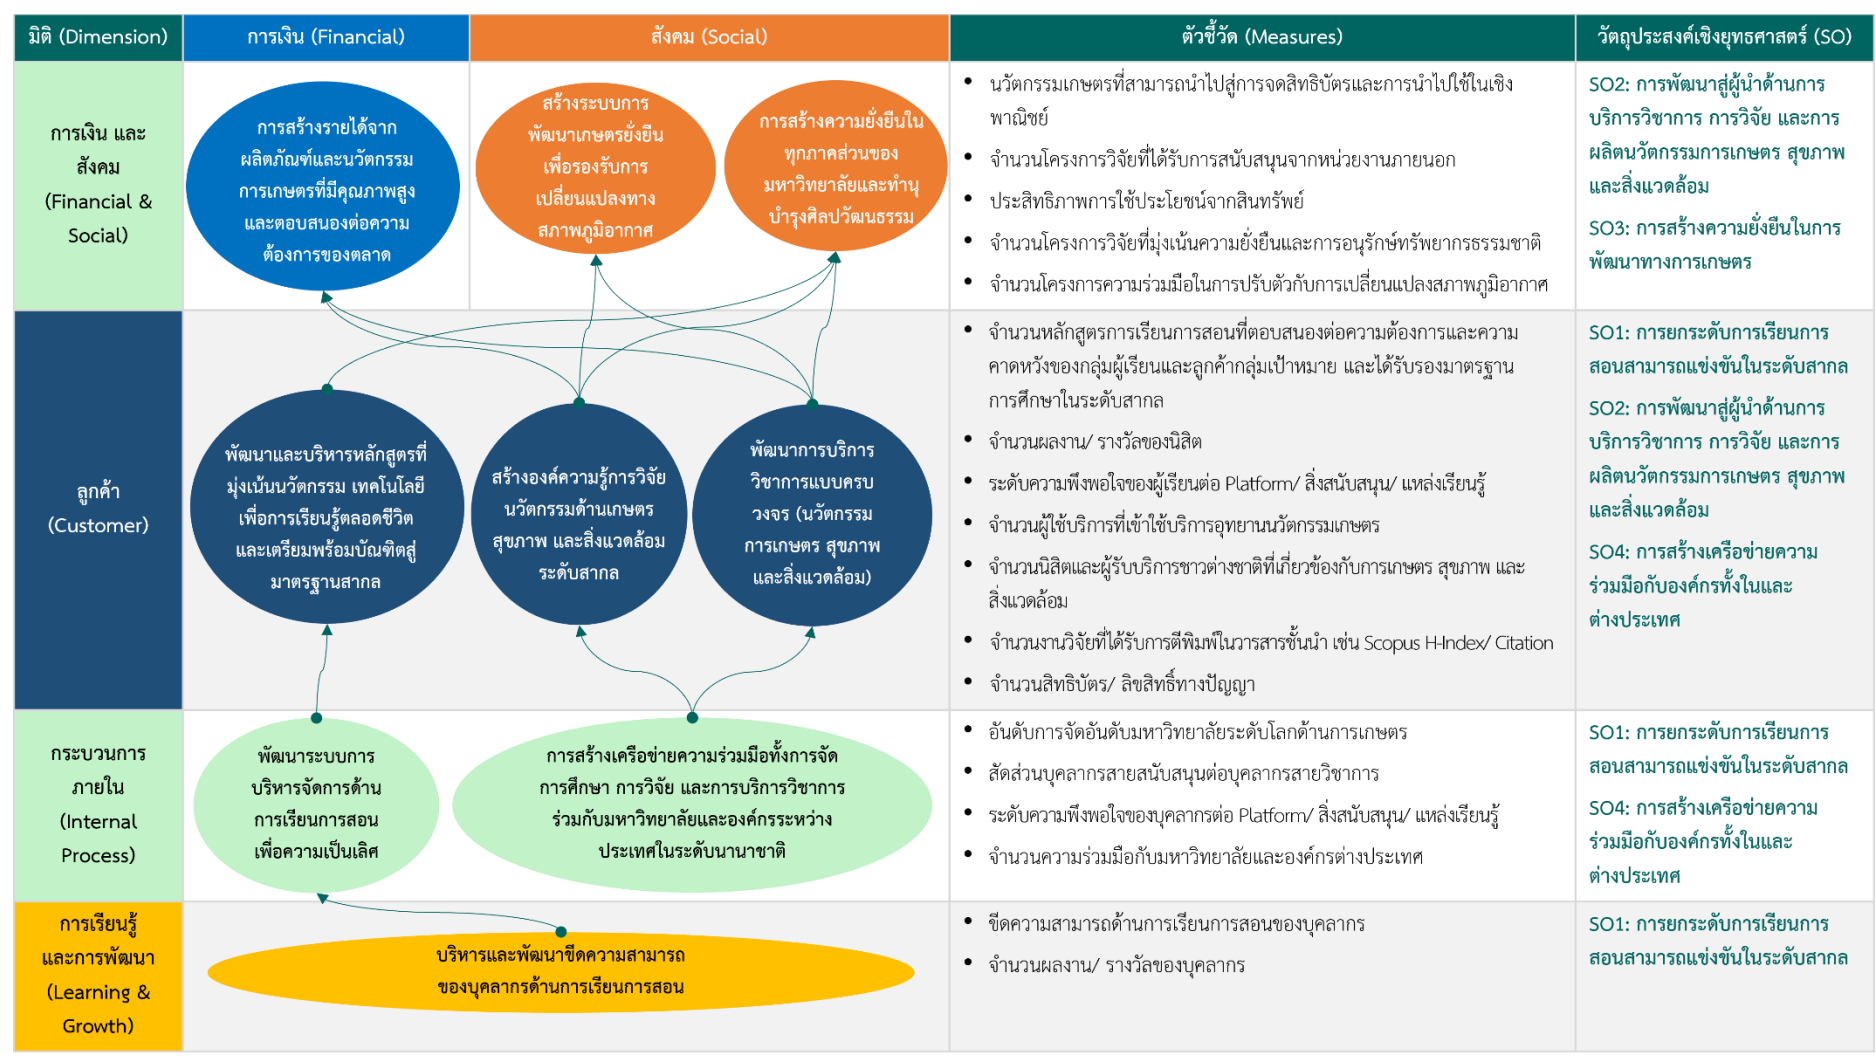 มิติ (Dimension)
การเงิน (Financial)
สังคม (Social)
ตัวชี้วัด (Measures)
วัตถุประสงค์เชิงยุทธศาสตร์ (SO)
การเงิน และ
สังคม
(Financial &
Social)
การสร้างรายได้จาก
ผลิตภัณฑ์และนวัตกรรม
การเกษตรที่มีคุณภาพสูง
และตอบสนองต่อความ
ต้องการของตลาด
สร้างระบบการ
พัฒนาเกษตรยั่งยืน
เพื่อรองรับการ
เปลี่ยนแปลงทาง
สภาพภูมิอากาศ
การสร้างความยั่งยืนใน
ทุกภาคส่วนของ
มหาวิทยาลัยและทำนุ
บำรุงศิลปวัฒนธรรม
• นวัตกรรมเกษตรที่สามารถนำไปสู่การจดสิทธิบัตรและการนำไปใช้ในเชิง
พาณิชย์
• จำนวนโครงการวิจัยที่ได้รับการสนับสนุนจากหน่วยงานภายนอก
• ประสิทธิภาพการใช้ประโยชน์จากสินทรัพย์
• จำนวนโครงการวิจัยที่มุ่งเน้นความยั่งยืนและการอนุรักษ์ทรัพยากรธรรมชาติ
• จำนวนโครงการความร่วมมือในการปรับตัวกับการเปลี่ยนแปลงสภาพภูมิอากาศ
SO2: การพัฒนาสู่ผู้นำด้านการ
บริการวิชาการ การวิจัย และการ
ผลิตนวัตกรรมการเกษตร สุขภาพ
และสิ่งแวดล้อม
SO3: การสร้างความยั่งยืนในการ
พัฒนาทางการเกษตร
ลูกค้า
(Customer)
พัฒนาและบริหารหลักสูตรที่
มุ่งเน้นนวัตกรรม เทคโนโลยี
เพื่อการเรียนรู้ตลอดชีวิต
และเตรียมพร้อมบัณฑิตสู่
มาตรฐานสากล
สร้างองค์ความรู้การวิจัย
นวัตกรรมด้านเกษตร
สุขภาพ และสิ่งแวดล้อม
ระดับสากล
พัฒนาการบริการ
วิชาการแบบครบ
วงจร (นวัตกรรม
การเกษตร สุขภาพ
และสิ่งแวดล้อม)
• จำนวนหลักสูตรการเรียนการสอนที่ตอบสนองต่อความต้องการและความ
คาดหวังของกลุ่มผู้เรียนและลูกค้ากลุ่มเป้าหมาย และได้รับรองมาตรฐาน
การศึกษาในระดับสากล
• จำนวนผลงาน/ รางวัลของนิสิต
• ระดับความพึงพอใจของผู้เรียนต่อ Platform/ สิ่งสนับสนุน/ แหล่งเรียนรู้
• จำนวนผู้ใช้บริการที่เข้าใช้บริการอุทยานนวัตกรรมเกษตร
• จำนวนนิสิตและผู้รับบริการชาวต่างชาติที่เกี่ยวข้องกับการเกษตร สุขภาพ และ
สิ่งแวดล้อม
• จำนวนงานวิจัยที่ได้รับการตีพิมพ์ในวารสารชั้นนำ เช่น Scopus H-Index/ Citation
• จำนวนสิทธิบัตร/ ลิขสิทธิ์ทางปัญญา
SO1: การยกระดับการเรียนการ
สอนสามารถแข่งขันในระดับสากล
SO2: การพัฒนาสู่ผู้นำด้านการ
บริการวิชาการ การวิจัย และการ
ผลิตนวัตกรรมการเกษตร สุขภาพ
และสิ่งแวดล้อม
SO4: การสร้างเครือข่ายความ
ร่วมมือกับองค์กรทั้งในและ
ต่างประเทศ
กระบวนการ
ภายใน
(Internal
Process)
พัฒนาระบบการ
บริหารจัดการด้าน
การเรียนการสอน
เพื่อความเป็นเลิศ
การสร้างเครือข่ายความร่วมมือทั้งการจัด
การศึกษา การวิจัย และการบริการวิชาการ
ร่วมกับมหาวิทยาลัยและองค์กรระหว่าง
ประเทศในระดับนานาชาติ
• อันดับการจัดอันดับมหาวิทยาลัยระดับโลกด้านการเกษตร
• สัดส่วนบุคลากรสายสนับสนุนต่อบุคลากรสายวิชาการ
• ระดับความพึงพอใจของบุคลากรต่อ Platform/ สิ่งสนับสนุน/ แหล่งเรียนรู้
• จำนวนความร่วมมือกับมหาวิทยาลัยและองค์กรต่างประเทศ
SO1: การยกระดับการเรียนการ
สอนสามารถแข่งขันในระดับสากล
SO4: การสร้างเครือข่ายความ
ร่วมมือกับองค์กรทั้งในและ
ต่างประเทศ
การเรียนรู้
และการพัฒนา
(Learning &
Growth)
บริหารและพัฒนาขีดความสามารถ
ของบุคลากรด้านการเรียนการสอน
• ขีดความสามารถด้านการเรียนการสอนของบุคลากร
• จำนวนผลงาน/ รางวัลของบุคลากร
SO1: การยกระดับการเรียนการ
สอนสามารถแข่งขันในระดับสากล